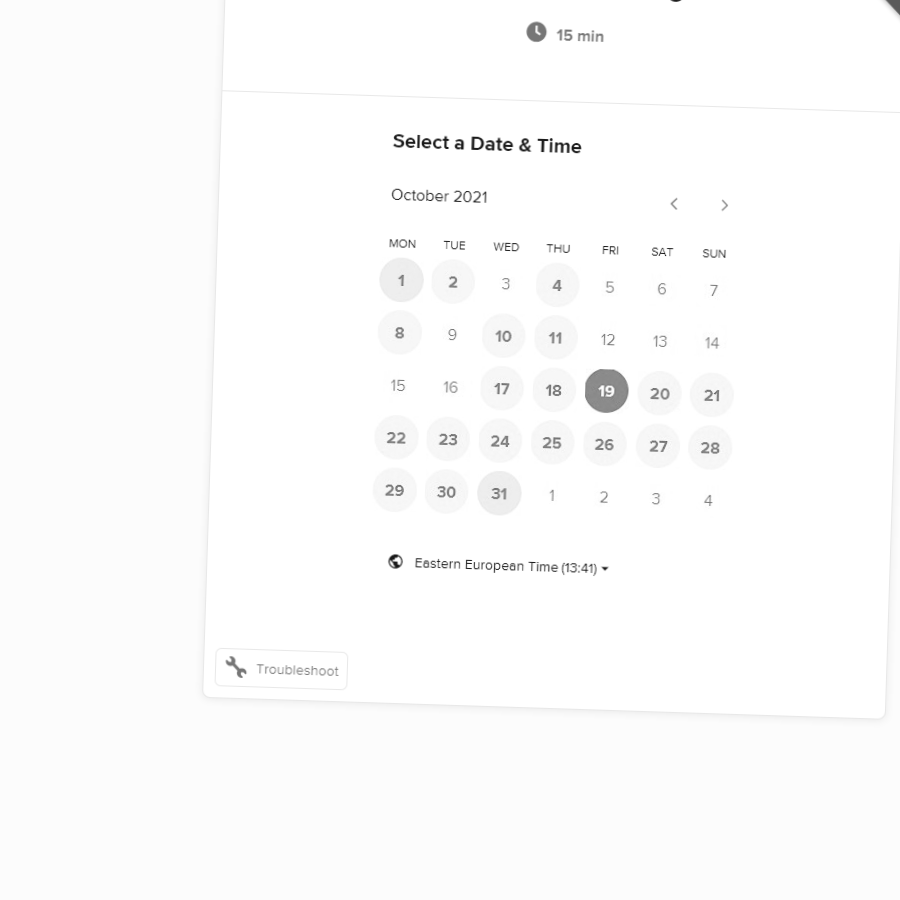 15 min
Select a Date & Time
October 2021
MON TUE WED THU FRI SAT SUN
1 2 3 4 5 6 7
8 9 10 11 12 13 14
15 16 17 18 19 20 21
22 23 24 25 26 27 28
29 30 31 1 2 3 4
Eastern European Time (13:41)
Troubleshoot